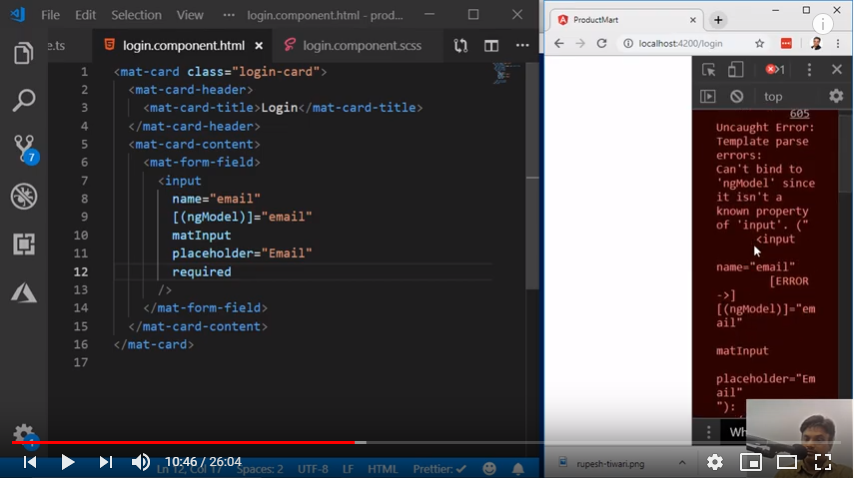 File Edit Selection View ··· login.component.html - prod...
e.ts login.component.html × login.component.scss ···
1 <mat-card class="login-card">
2 <mat-card-header>
3 <mat-card-title>Login</mat-card-title>
4 </mat-card-header>
5 <mat-card-content>
6 <mat-form-field>
7 <input
8 name="email"
9 [(ngModel)]="email"
10 matInput
11 placeholder="Email"
12 required
13 />
14 </mat-form-field>
15 </mat-card-content>
16 </mat-card>
17
7
Ln 12, Col 17 Spaces: 2 UTF-8 LF HTML Prettier: ✓
10:46 / 26:04
ProductMart
localhost:4200/login
1
top
605
Uncaught Error:
Template parse
errors:
Can't bind to
'ngModel' since
it isn't a
known property
of 'input'. ("
<input
name="email"
[ERROR
->]
[(ngModel)]="em
ail"
matInput
placeholder="Em
ail"
"):
rupesh-tiwari.png